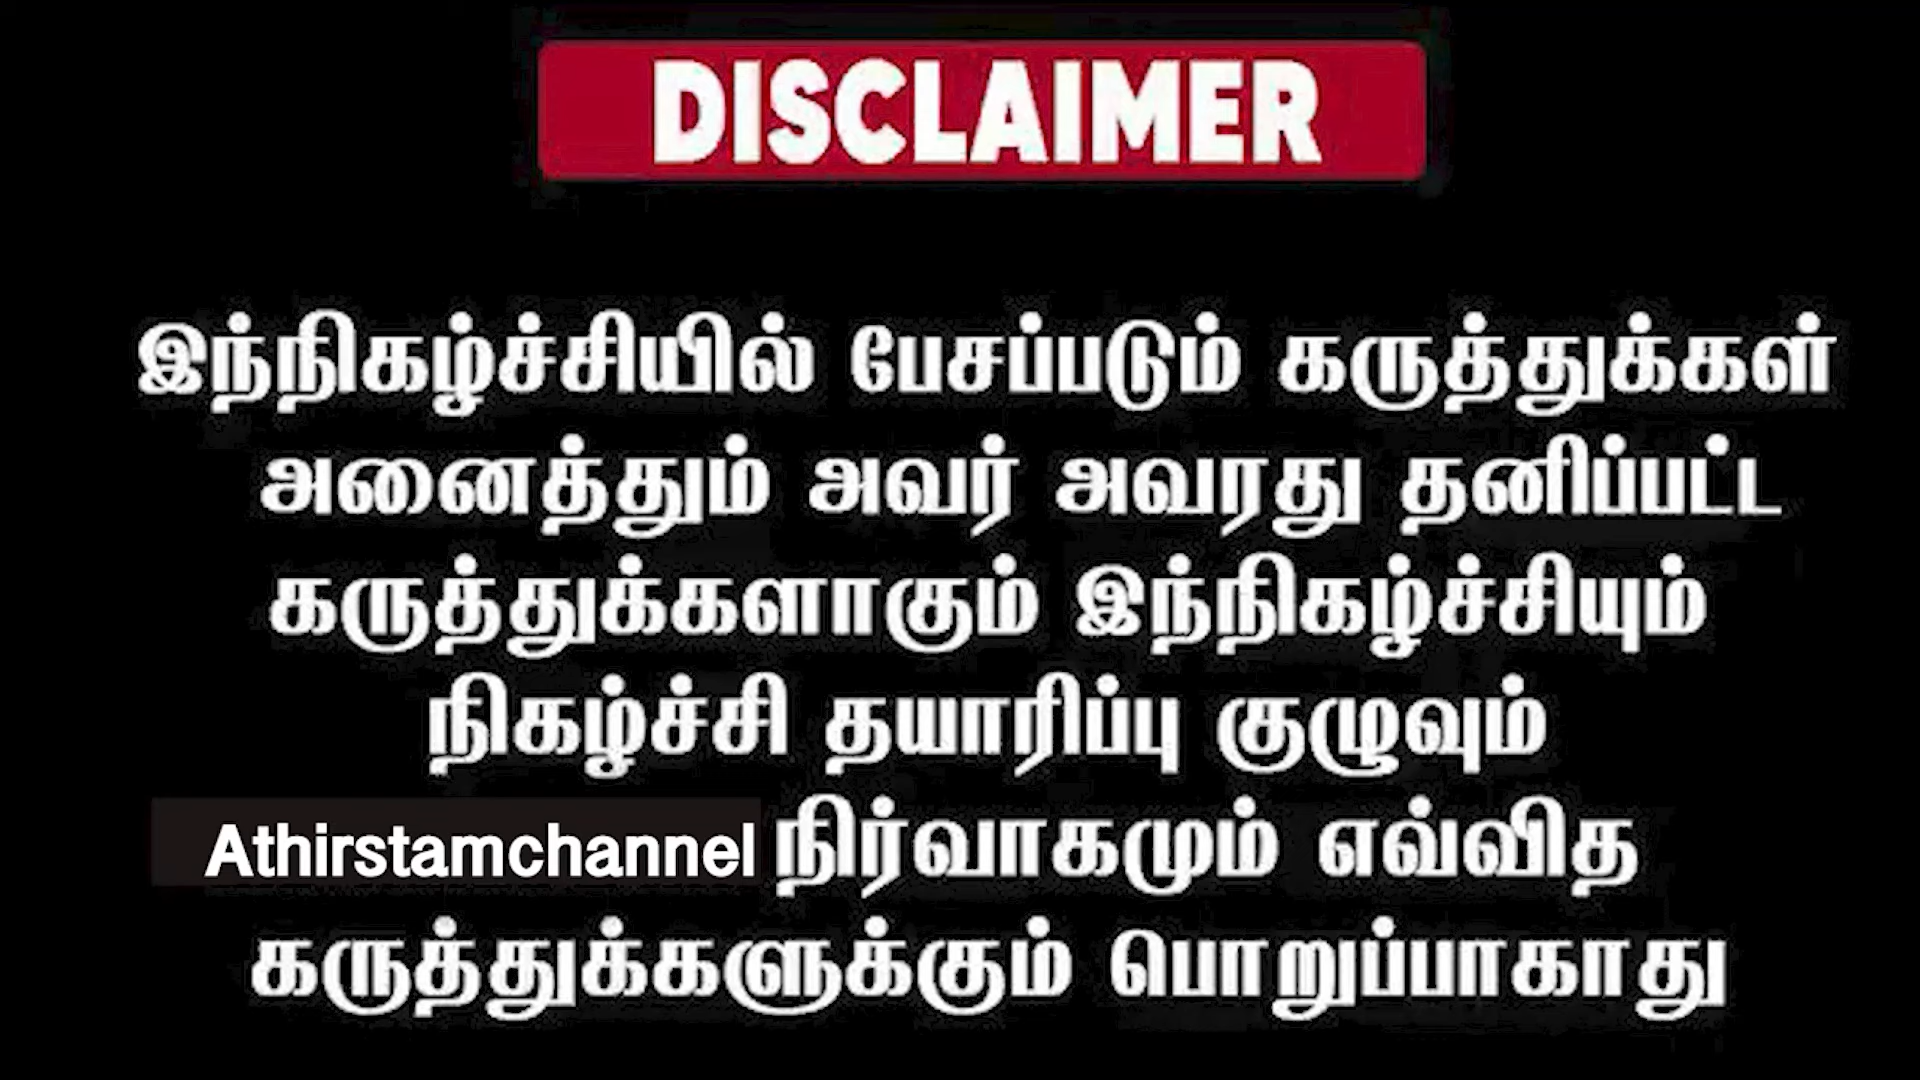 DISCLAIMER
இந்நிகழ்ச்சியில் பேசப்படும் கருத்துக்கள்
அனைத்தும் அவர் அவரது தனிப்பட்ட
கருத்துக்களாகும் இந்நிகழ்ச்சியும்
நிகழ்ச்சி தயாரிப்பு குழுவும்
Athirstamchannel நிர்வாகமும் எவ்வித
கருத்துக்களுக்கும் பொறுப்பாகாது